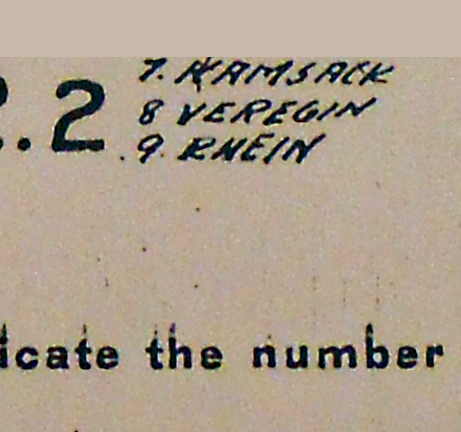 7. KAMSACK
.2 8 VEREGIN
9. RHEIN
icate the number